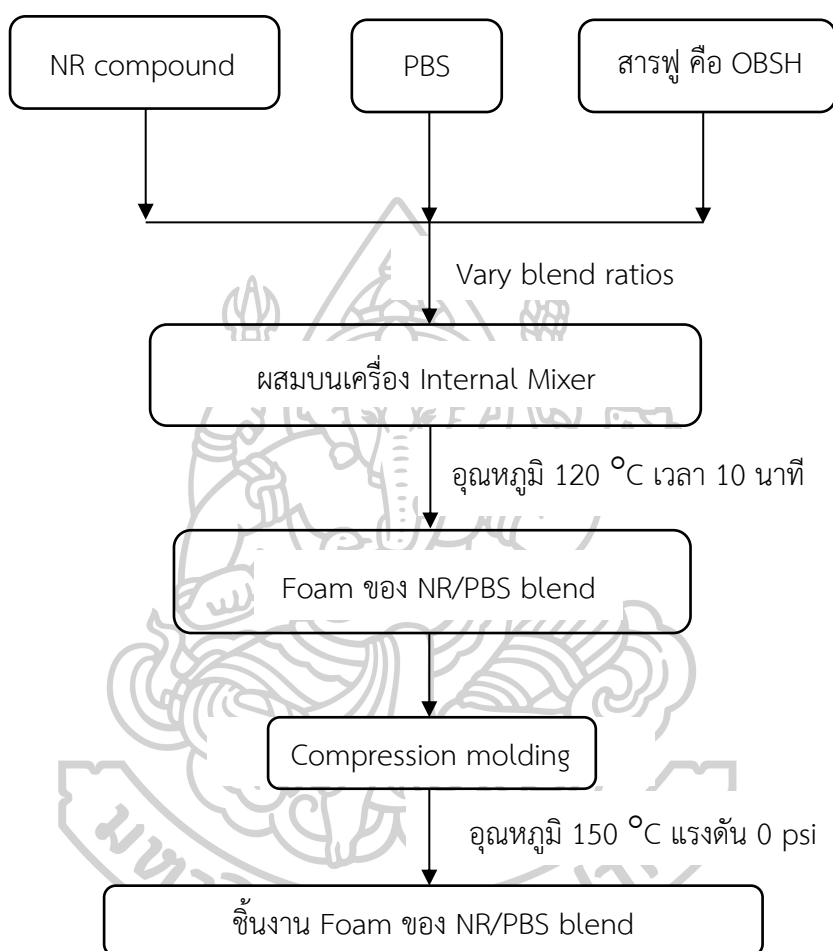 NR compound
PBS
สารฟู คือ OBSH
Vary blend ratios
ผสมบนเครื่อง Internal Mixer
อุณหภูมิ 120 °C เวลา 10 นาที
Foam ของ NR/PBS blend
Compression molding
อุณหภูมิ 150 °C แรงดัน 0 psi
ชิ้นงาน Foam ของ NR/PBS blend